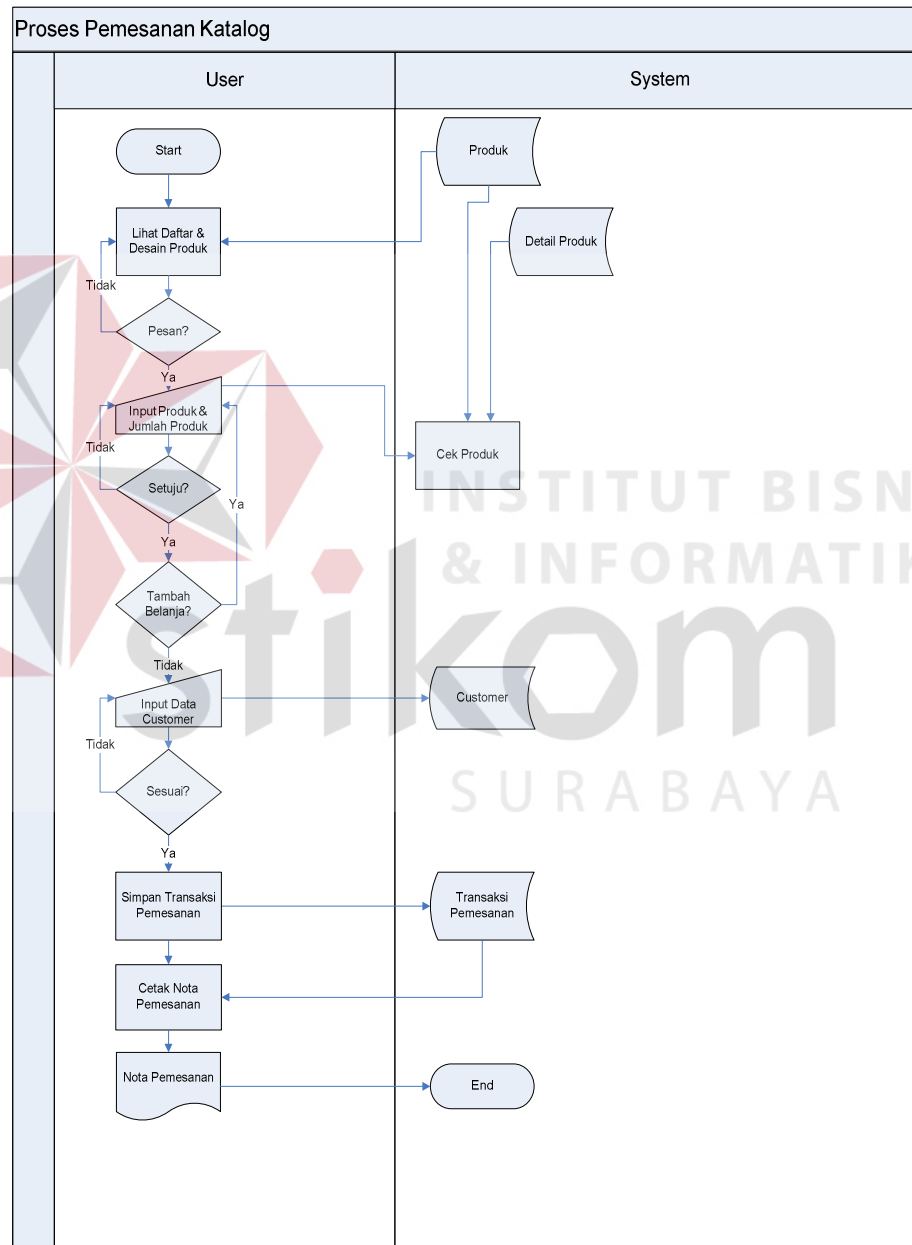 Proses Pemesanan Katalog
User
System
Start
Produk
Lihat Daftar &
Desain Produk
Detail Produk
Tidak
Pesan?
Ya
Input Produk &
Jumlah Produk
Tidak
Cek Produk
Setuju?
Ya
Ya
Tambah
Belanja?
Tidak
Input Data
Customer
Customer
Tidak
Sesuai?
Ya
Simpan Transaksi
Pemesanan
Transaksi
Pemesanan
Cetak Nota
Pemesanan
Nota Pemesanan
End
INSTITUT BISN
& INFORMATIK
stikom
SURABAYA